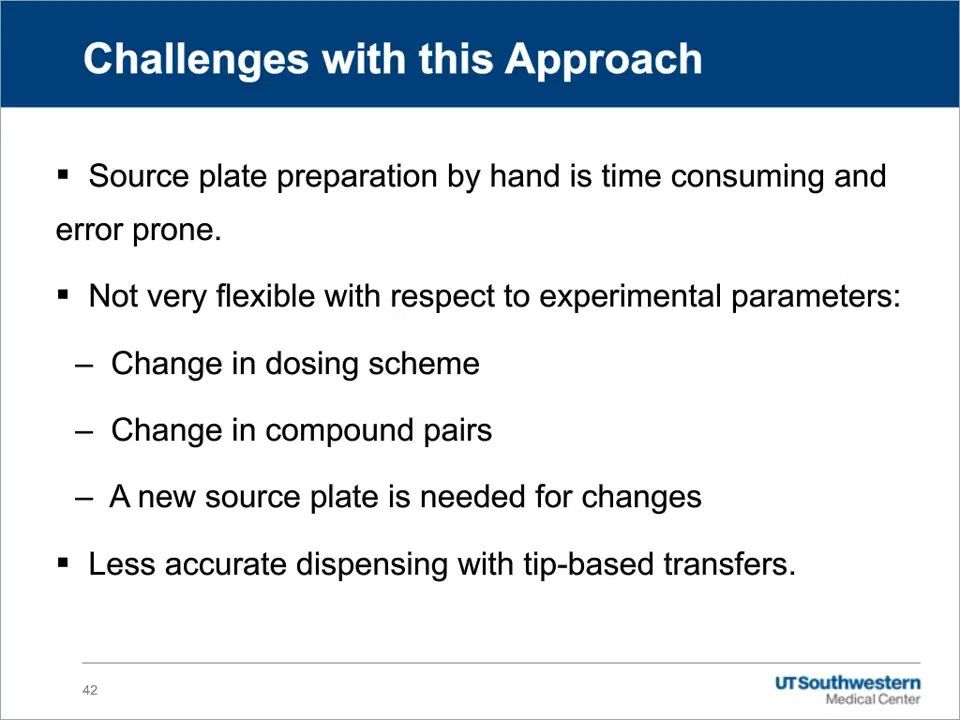 Challenges with this Approach
▪ Source plate preparation by hand is time consuming and
error prone.
▪ Not very flexible with respect to experimental parameters:
– Change in dosing scheme
– Change in compound pairs
– A new source plate is needed for changes
▪ Less accurate dispensing with tip-based transfers.
42
UTSouthwestern
Medical Center